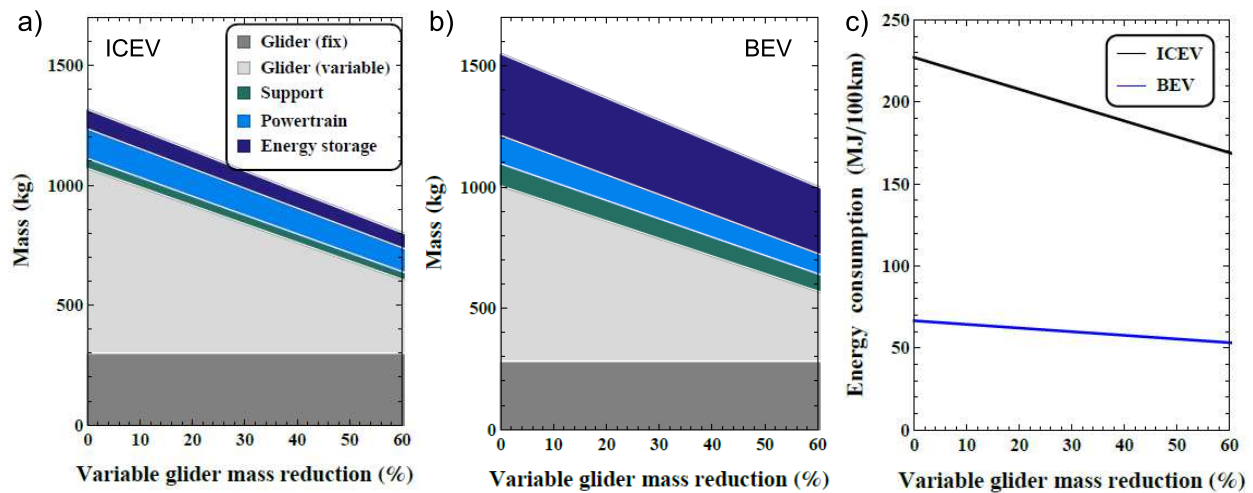 a)
ICEV
Glider (fix)
Glider (variable)
Support
Powertrain
Energy storage
Mass (kg)
1500
1000
500
0
0 10 20 30 40 50 60
Variable glider mass reduction (%)
b)
BEV
Mass (kg)
1500
1000
500
0
0 10 20 30 40 50 60
Variable glider mass reduction (%)
c)
ICEV
BEV
Energy consumption (MJ/100km)
250
200
150
100
50
0
0 10 20 30 40 50 60
Variable glider mass reduction (%)